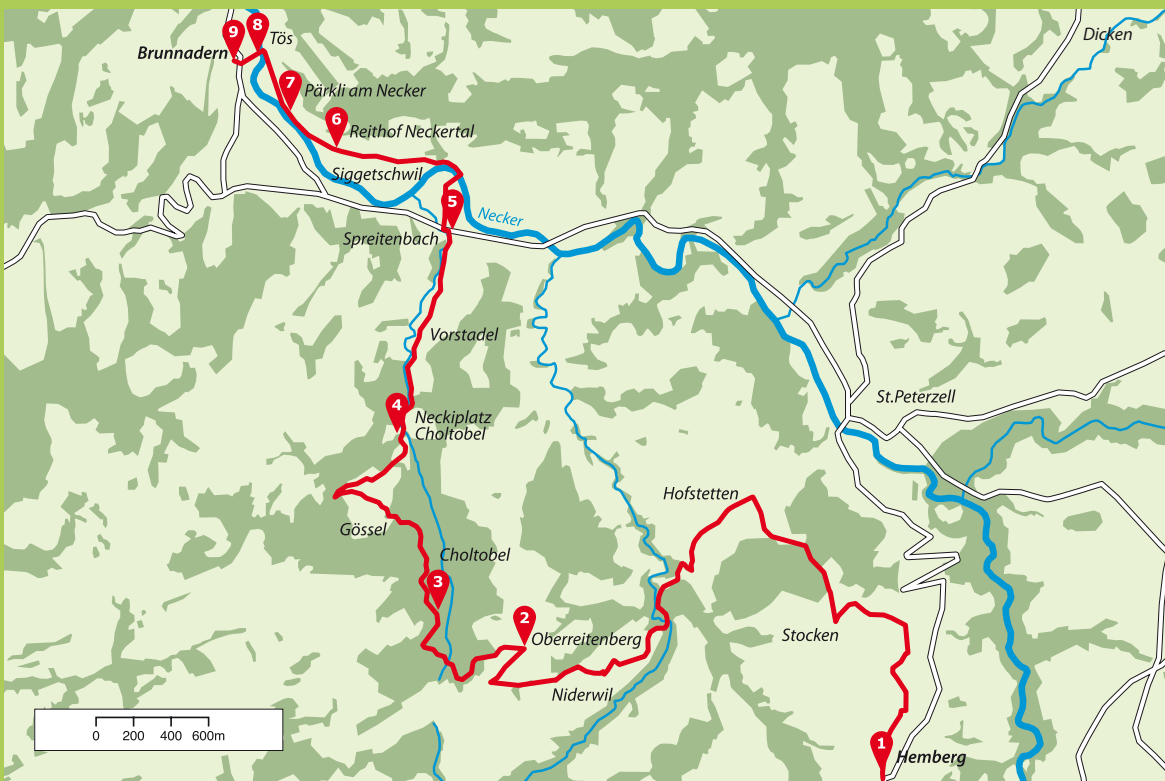 9
8
Tös
Dicken
Brunnadern
7
Pärkli am Necker
6
Reithof Neckertal
Siggetschwil
5
Necker
Spreitenbach
Vorstadel
4
Neckiplatz
Choltobel
St.Peterzell
Hofstetten
Gössel
Choltobel
3
2
Oberreitenberg
Stocken
Niderwil
1
Hemberg
0 200 400 600m